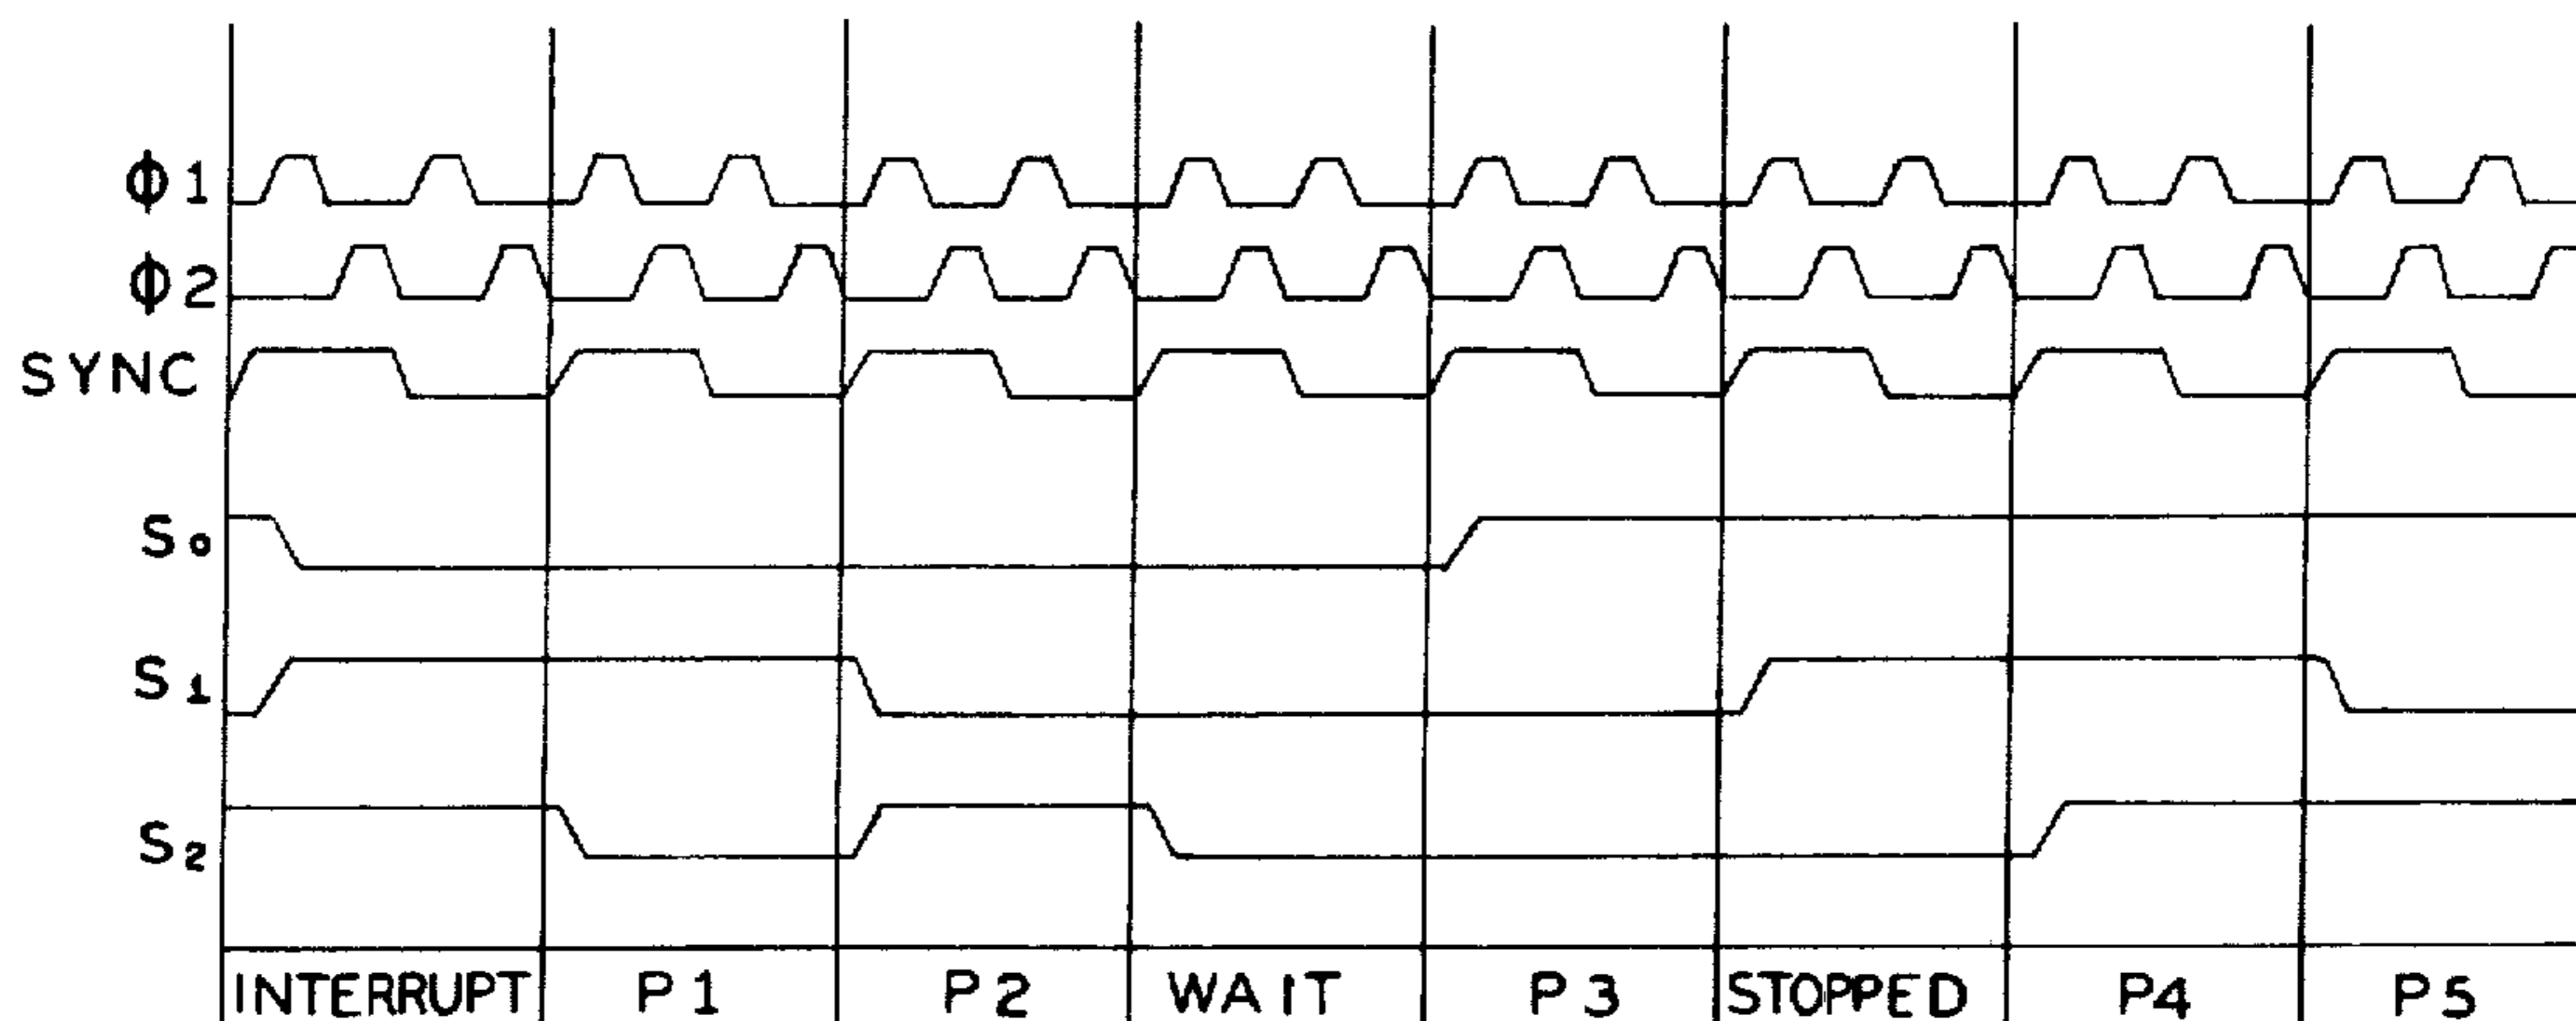 ϕ1
ϕ2
SYNC
S₀
S₁
S₂
INTERRUPT P1 P2 WAIT P3 STOPPED P4 P5